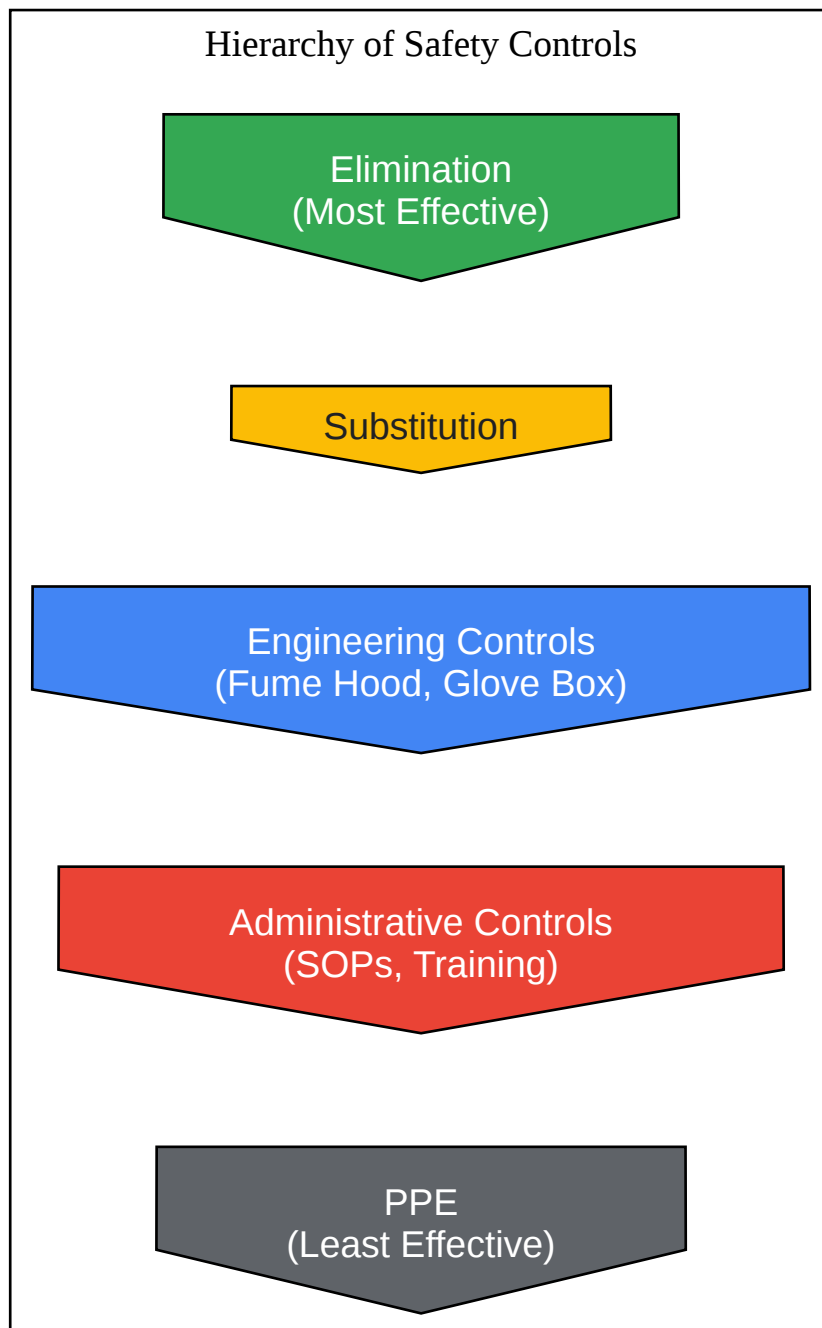 Hierarchy of Safety Controls
Elimination
(Most Effective)
Substitution
Engineering Controls
(Fume Hood, Glove Box)
Administrative Controls
(SOPs, Training)
PPE
(Least Effective)